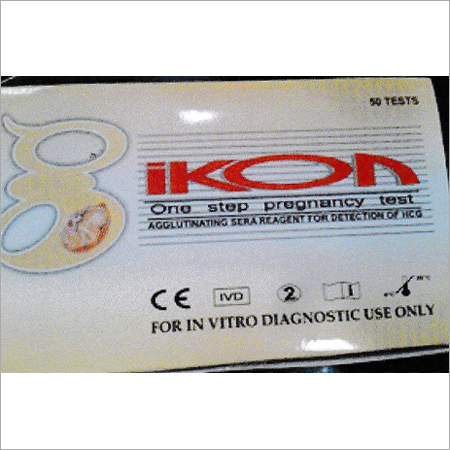 50 TESTS
iKON
One step pregnancy test
AGGLUTINATING SERA REAGENT FOR DETECTION OF HCG
CE IVD 2 i
FOR IN VITRO DIAGNOSTIC USE ONLY